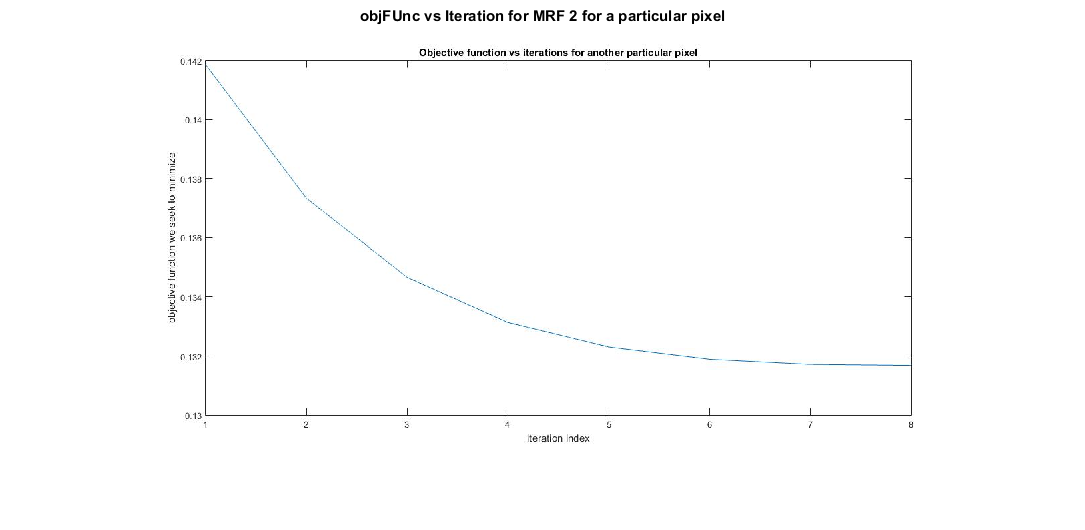 objFUnc vs Iteration for MRF 2 for a particular pixel
Objective function vs iterations for another particular pixel
0.142
0.14
0.138
0.136
0.134
0.132
0.13
objective function we seek to minimize
1 2 3 4 5 6 7 8
iteration index